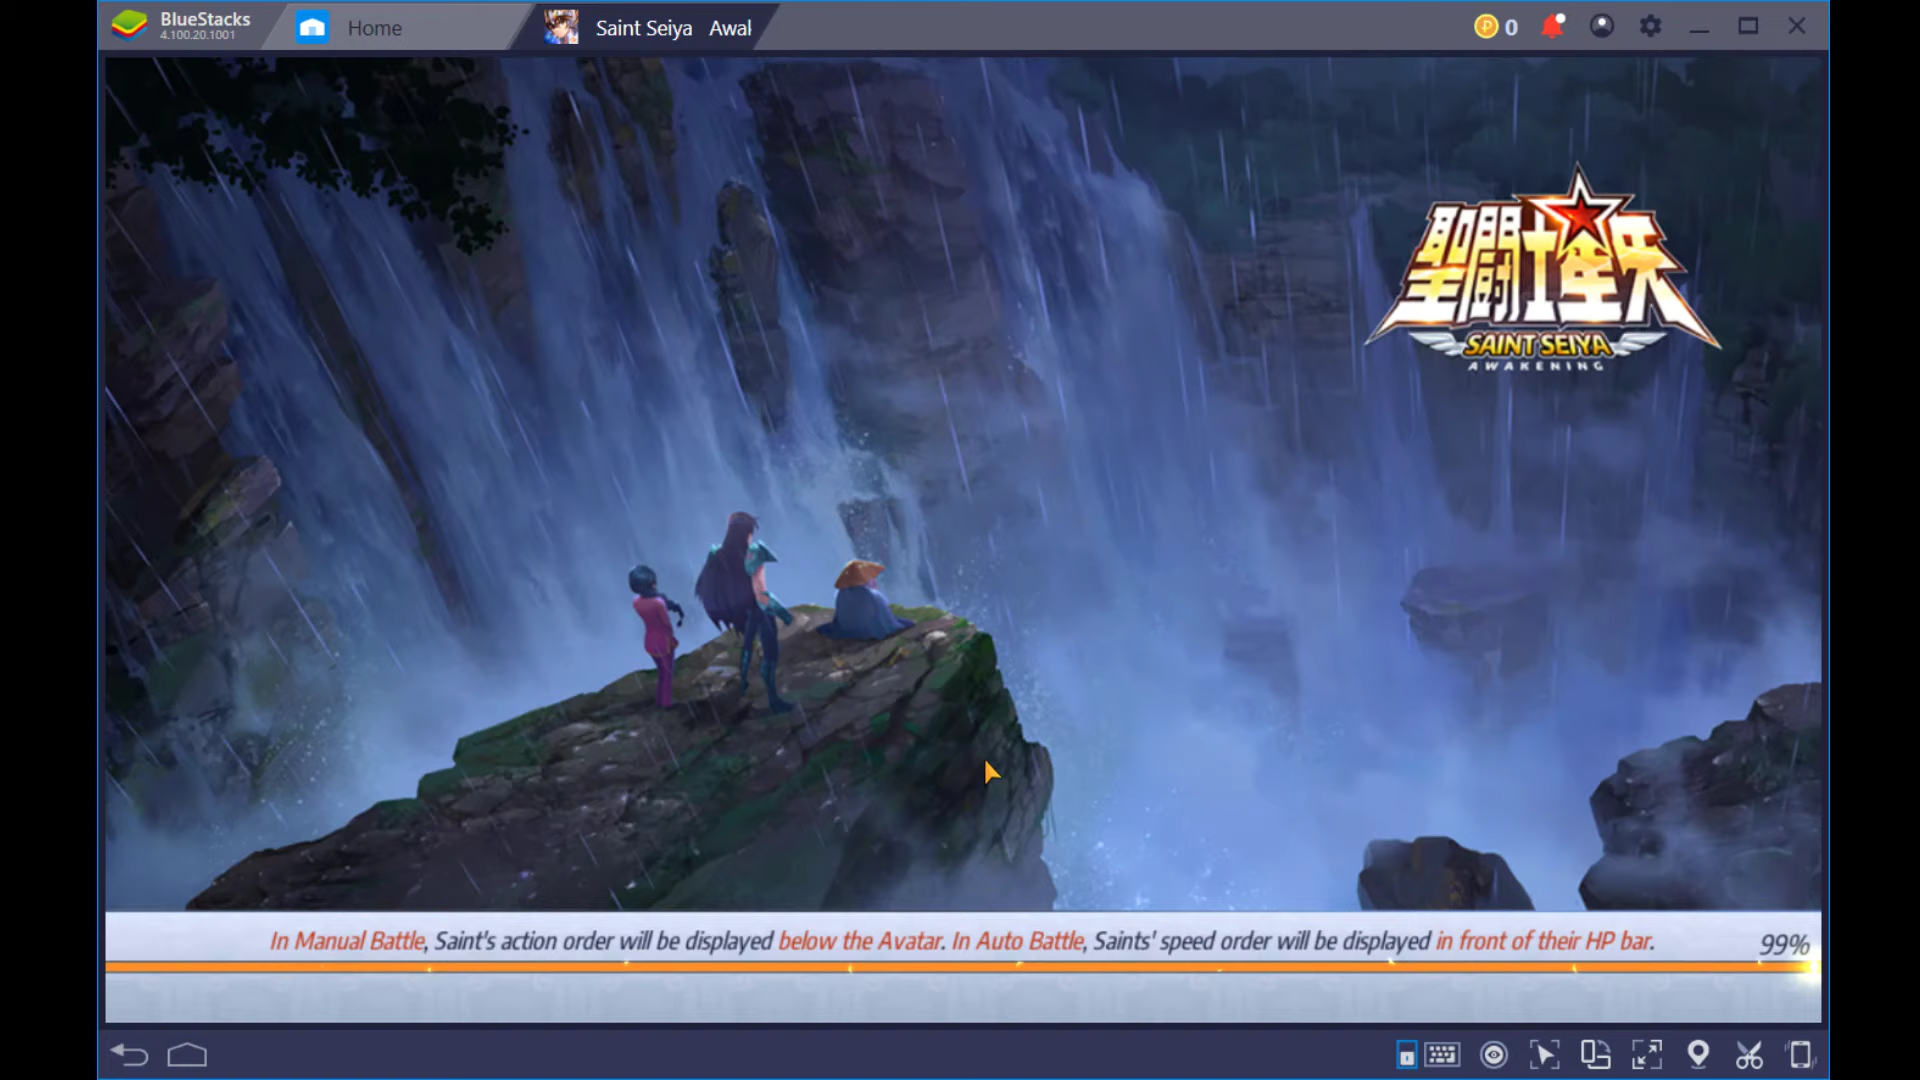 BlueStacks
4.100.20.1001
Home
Saint Seiya Awal
0
聖闘士星矢
SAINT SEIYA
AWAKENING
In Manual Battle, Saint's action order will be displayed below the Avatar. In Auto Battle, Saints' speed order will be displayed in front of their HP bar.
99%